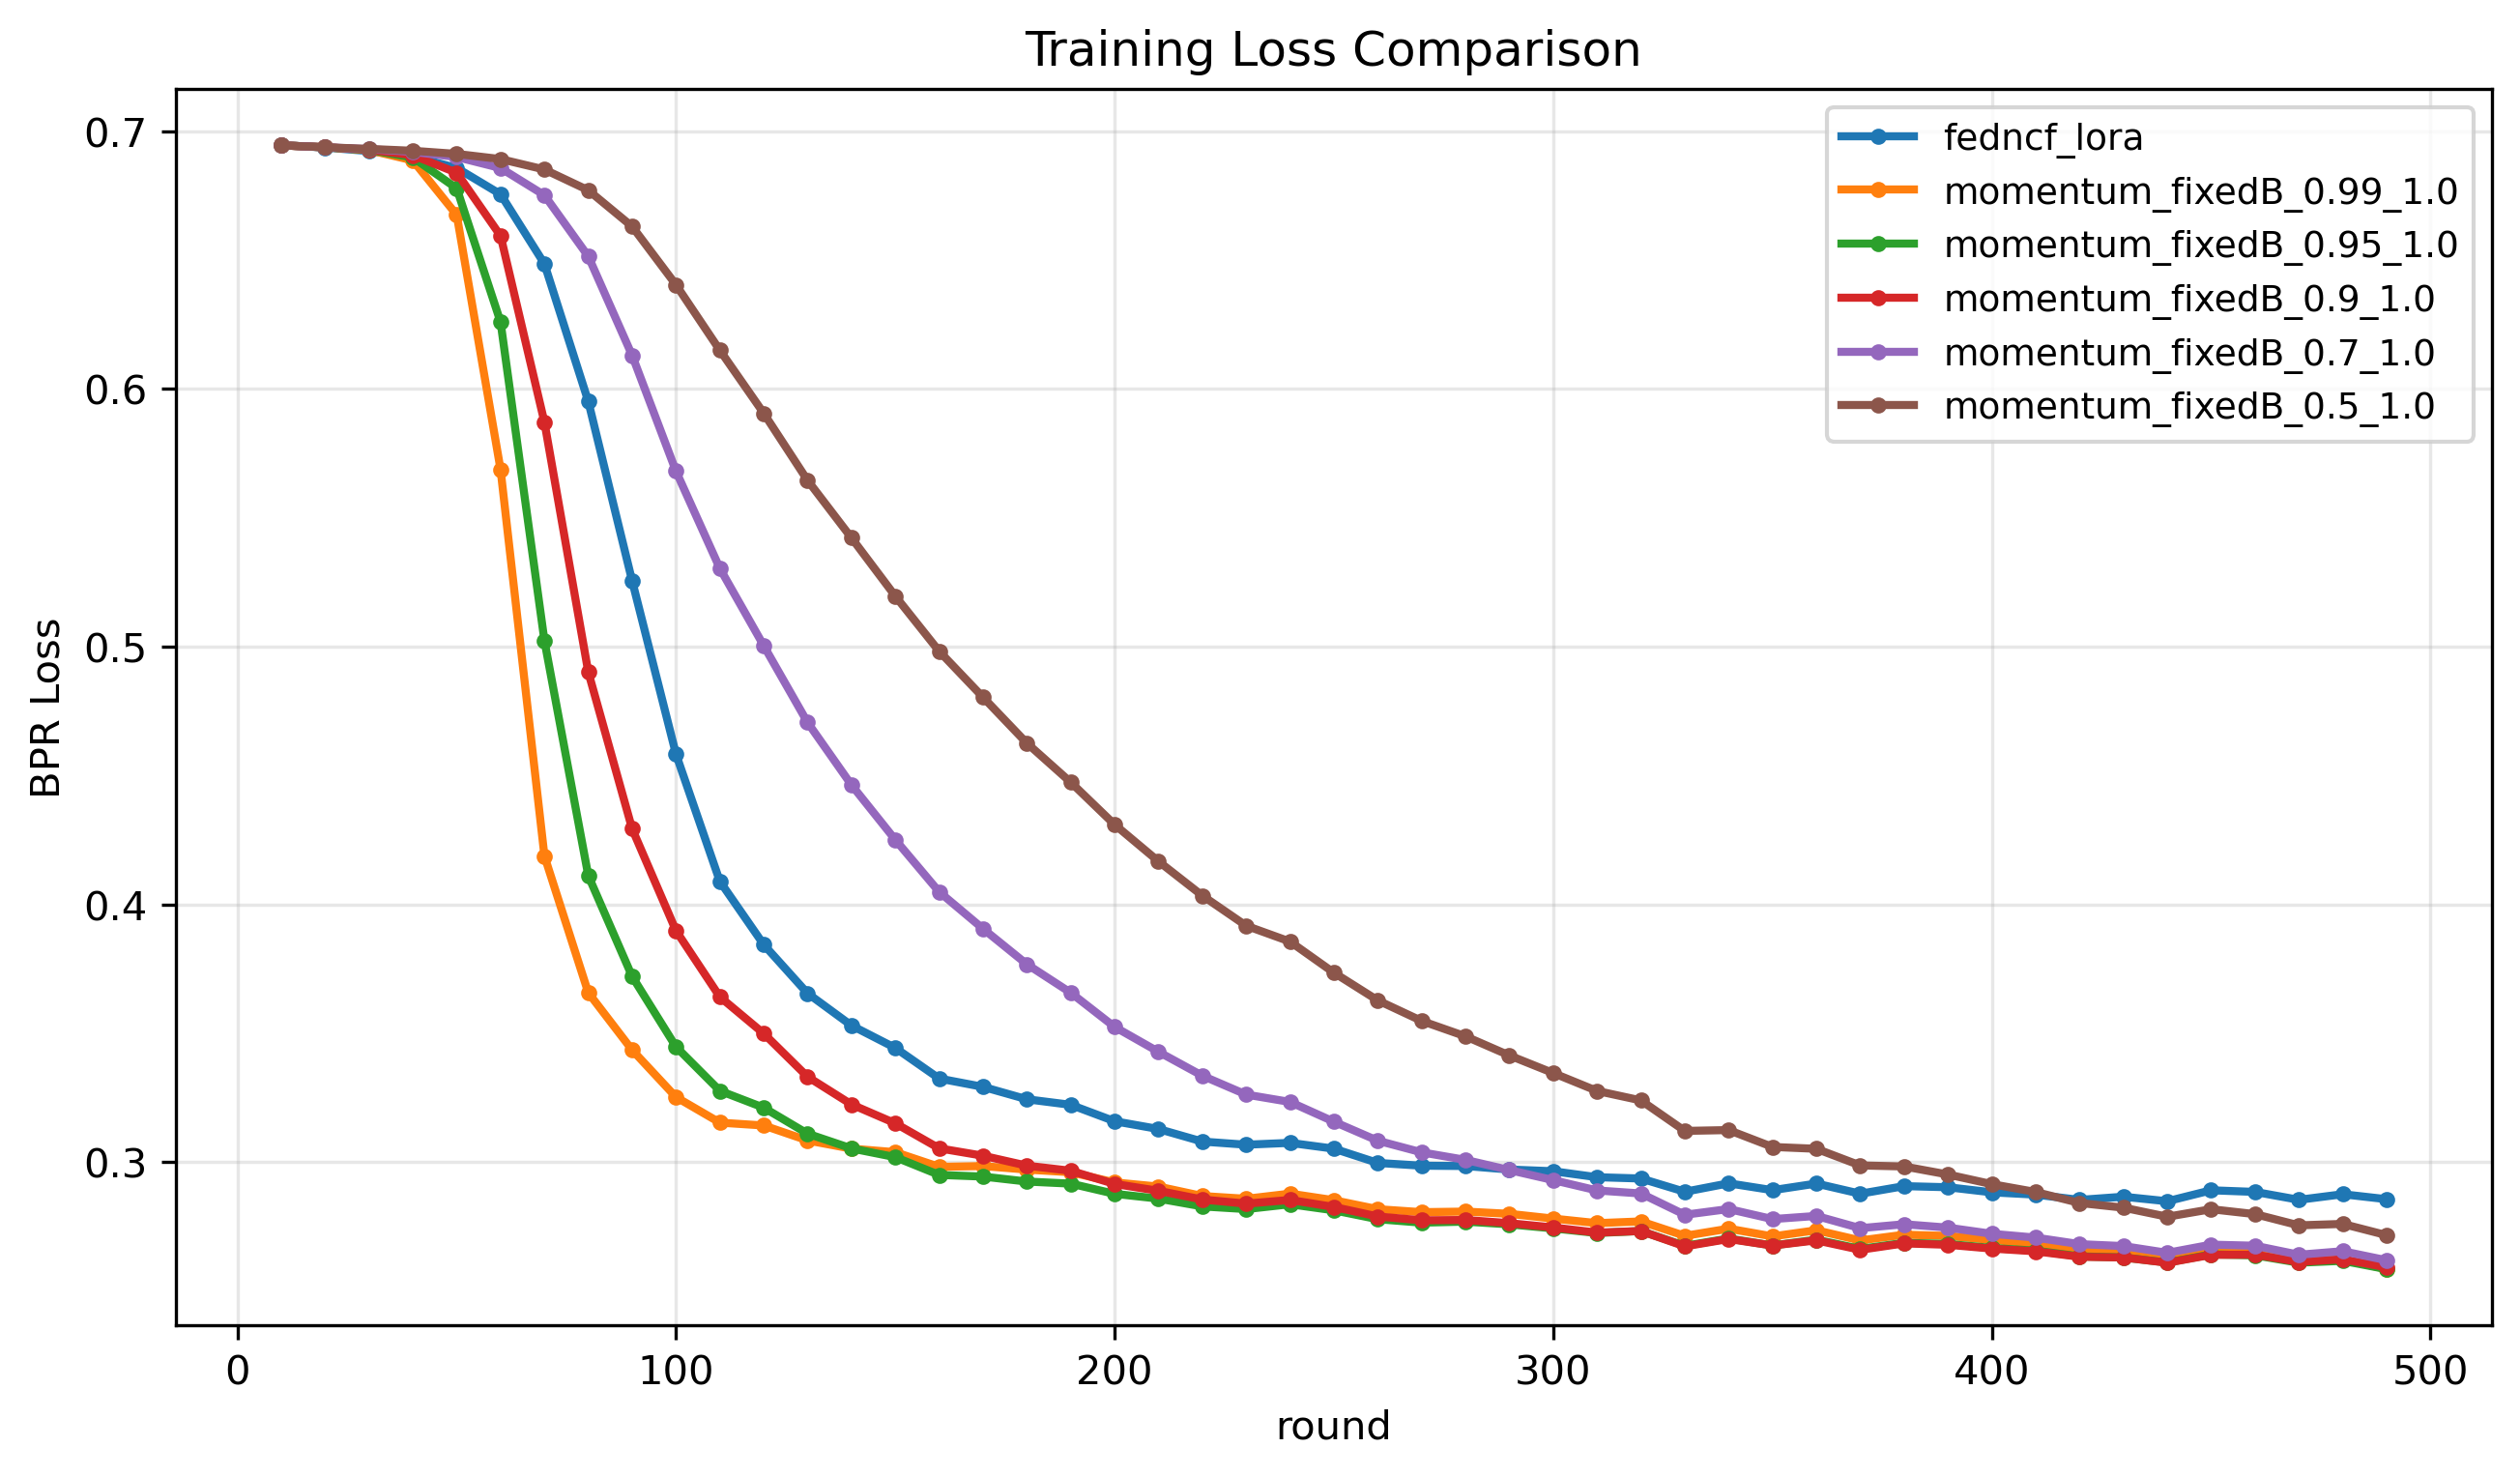 Training Loss Comparison
BPR Loss
0.7
0.6
0.5
0.4
0.3
fedncf_lora
momentum_fixedB_0.99_1.0
momentum_fixedB_0.95_1.0
momentum_fixedB_0.9_1.0
momentum_fixedB_0.7_1.0
momentum_fixedB_0.5_1.0
0 100 200 300 400 500
round